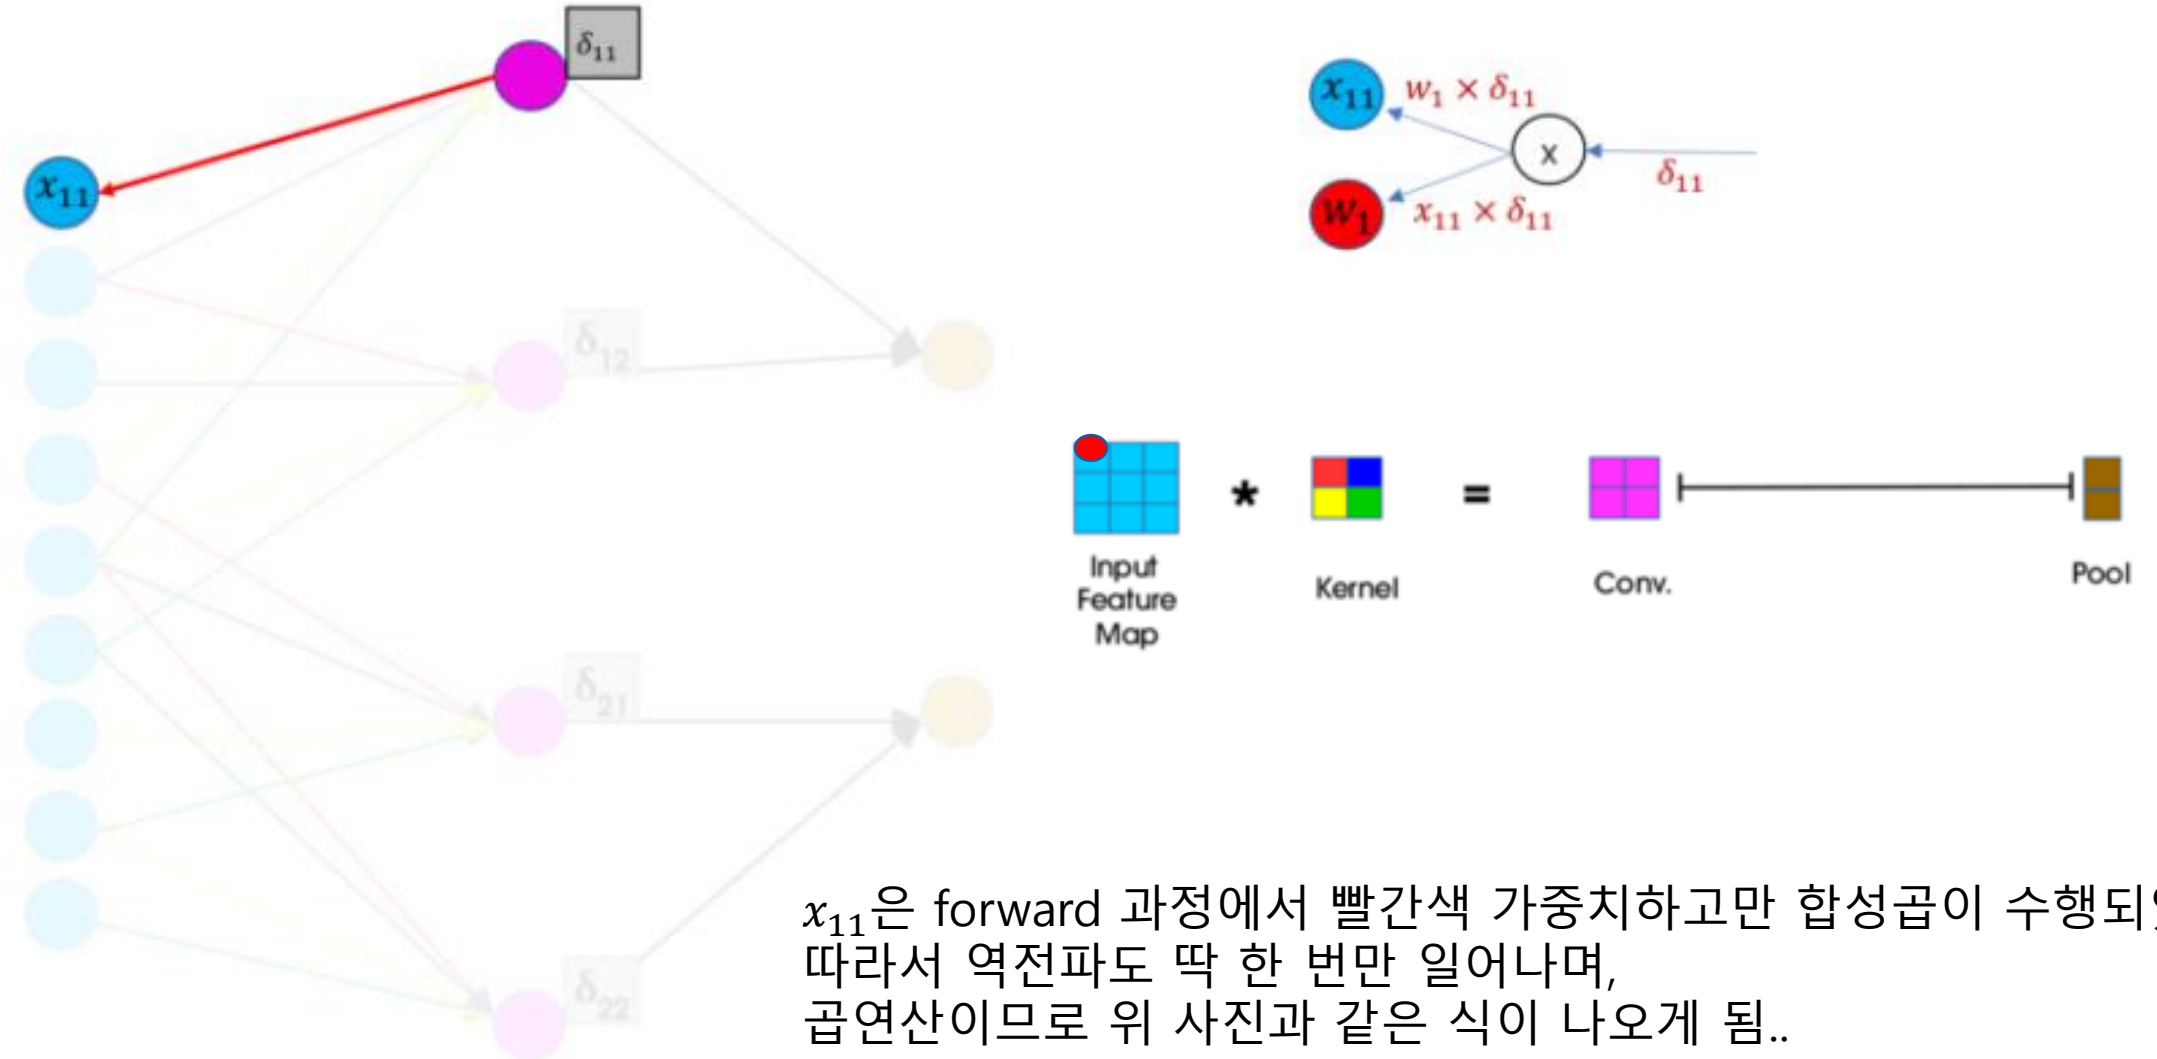 δ₁₁
x₁₁
δ₁₂
δ₂₁
δ₂₂
x₁₁ w₁ × δ₁₁
x
δ₁₁
W₁ x₁₁ × δ₁₁
* =
Input
Feature
Map
Kernel
Conv.
Pool
x₁₁은 forward 과정에서 빨간색 가중치하고만 합성곱이
따라서 역전파도 딱 한 번만 일어나며,
곱연산이므로 위 사진과 같은 식이 나오게 됨..